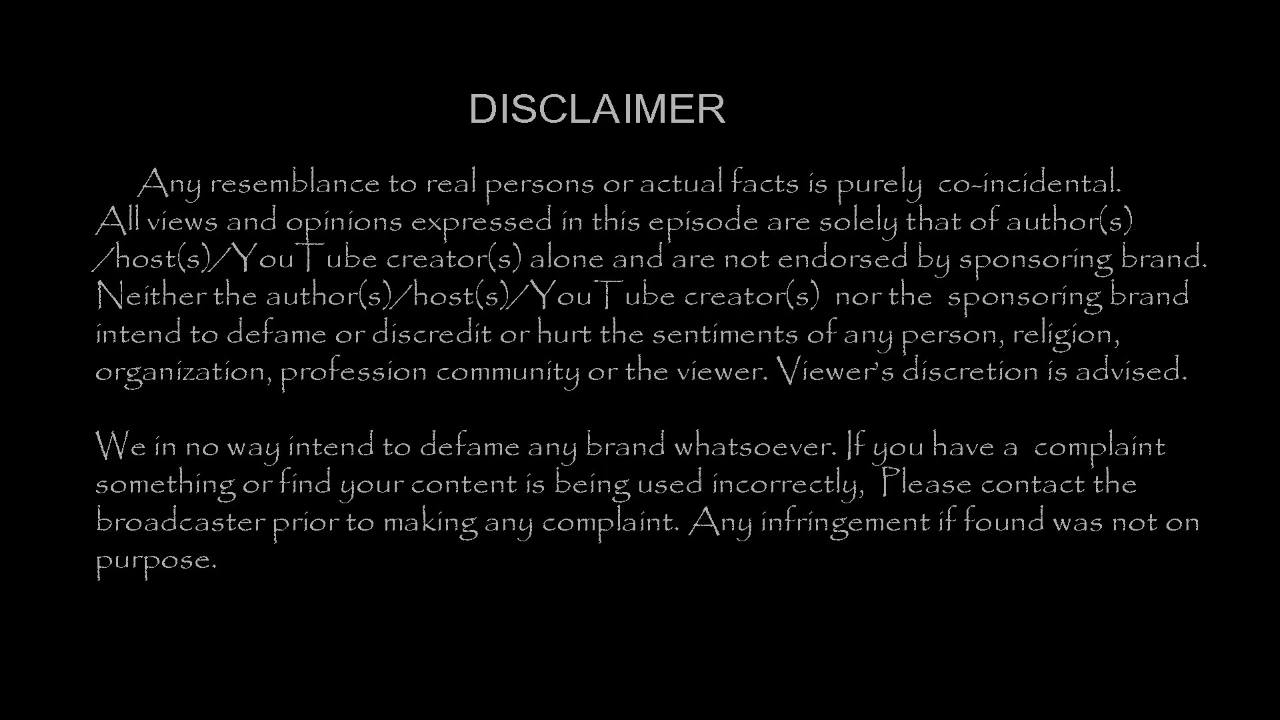 DISCLAIMER
Any resemblance to real persons or actual facts is purely co-incidental.
All views and opinions expressed in this episode are solely that of author(s)
/host(s)/YouTube creator(s) alone and are not endorsed by sponsoring brand.
Neither the author(s)/host(s)/YouTube creator(s) nor the sponsoring brand
intend to defame or discredit or hurt the sentiments of any person, religion,
organization, profession community or the viewer. Viewer's discretion is advised.
We in no way intend to defame any brand whatsoever. If you have a complaint
something or find your content is being used incorrectly, Please contact the
broadcaster prior to making any complaint. Any infringement if found was not on
purpose.